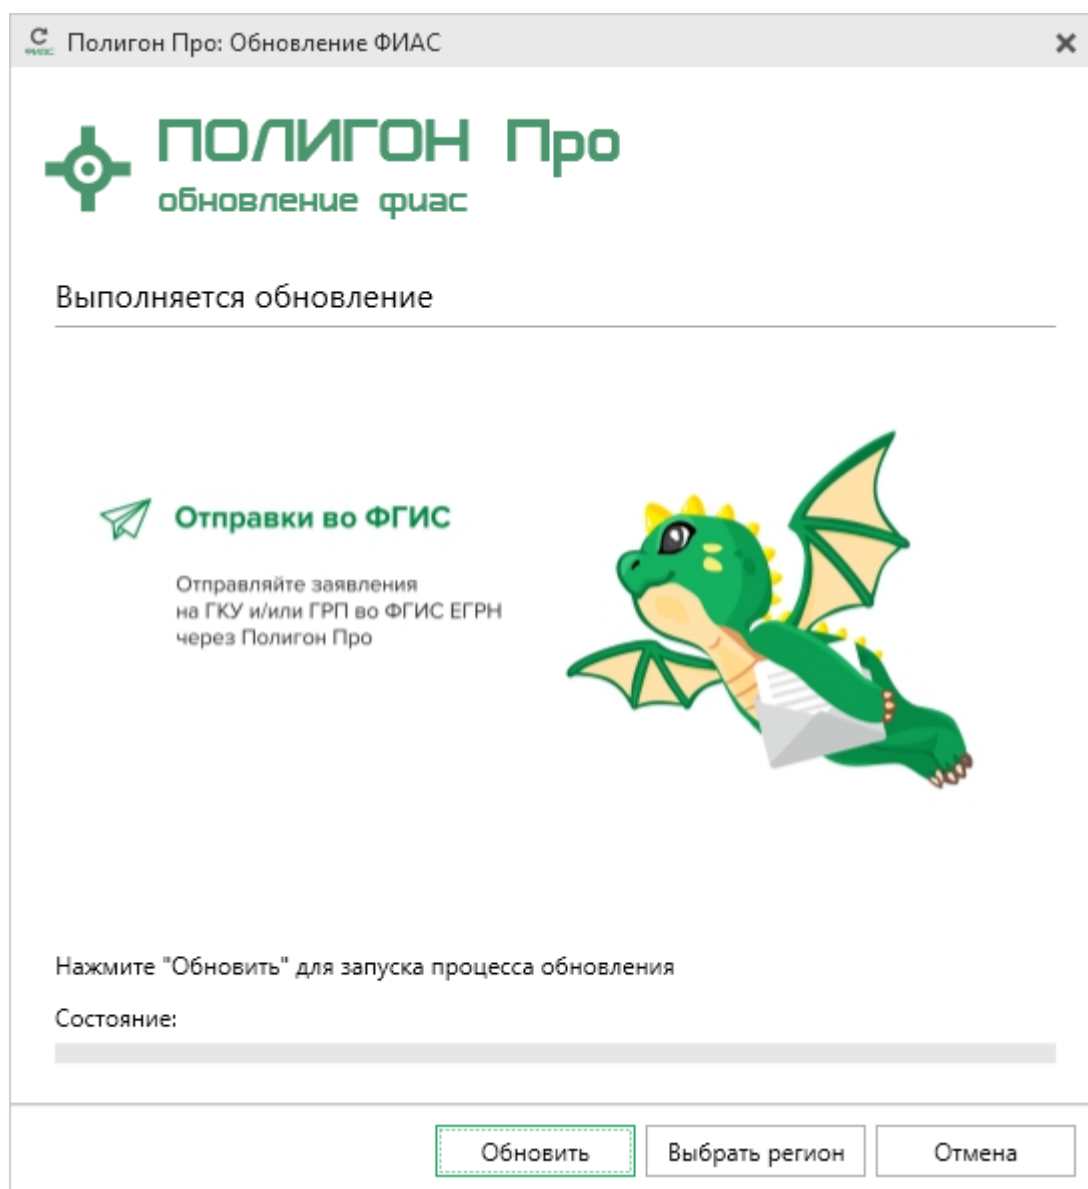 ФИАС
Полигон Про: Обновление ФИАС
ПОЛИГОН Про
обновление фиас
Выполняется обновление
Отправки во ФГИС
Отправляйте заявления
на ГКУ и/или ГРП во ФГИС ЕГРН
через Полигон Про
Нажмите "Обновить" для запуска процесса обновления
Состояние:
Обновить
Выбрать регион
Отмена